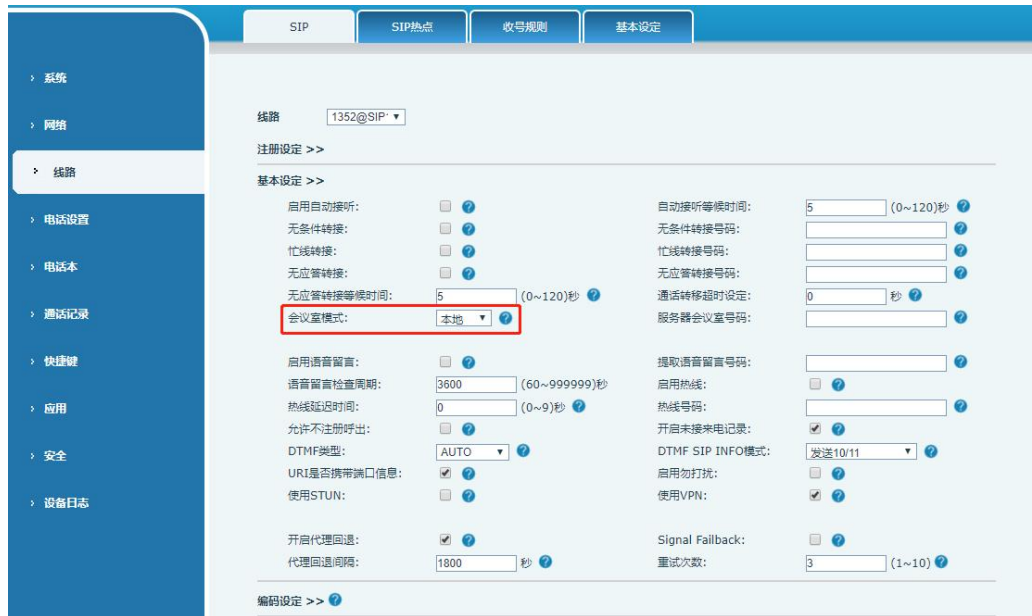 SIP SIP热点 收号规则 基本设定
› 系统
› 网络
› 线路
› 电话设置
› 电话本
› 通话记录
› 快捷键
› 应用
› 安全
› 设备日志
线路 1352@SIP
注册设定 >>
基本设定 >>
启用自动接听: 自动接听等候时间: 5 (0~120)秒
无条件转接: 无条件转接号码:
忙线转接: 忙线转接号码:
无应答转接: 无应答转接号码:
无应答转接等候时间: 5 (0~120)秒 通话转移超时设定: 0 秒
会议室模式: 本地 服务器会议室号码:
启用语音留言: 提取语音留言号码:
语音留言检查周期: 3600 (60~999999)秒 启用热线:
热线延迟时间: 0 (0~9)秒 热线号码:
允许不注册呼出: 开启未接来电记录:
DTMF类型: AUTO DTMF SIP INFO模式: 发送10/11
URI是否携带端口信息: 启用勿打扰:
使用STUN: 使用VPN:
开启代理回退: Signal Failback:
代理回退间隔: 1800 秒 重试次数: 3 (1~10)
编码设定 >>